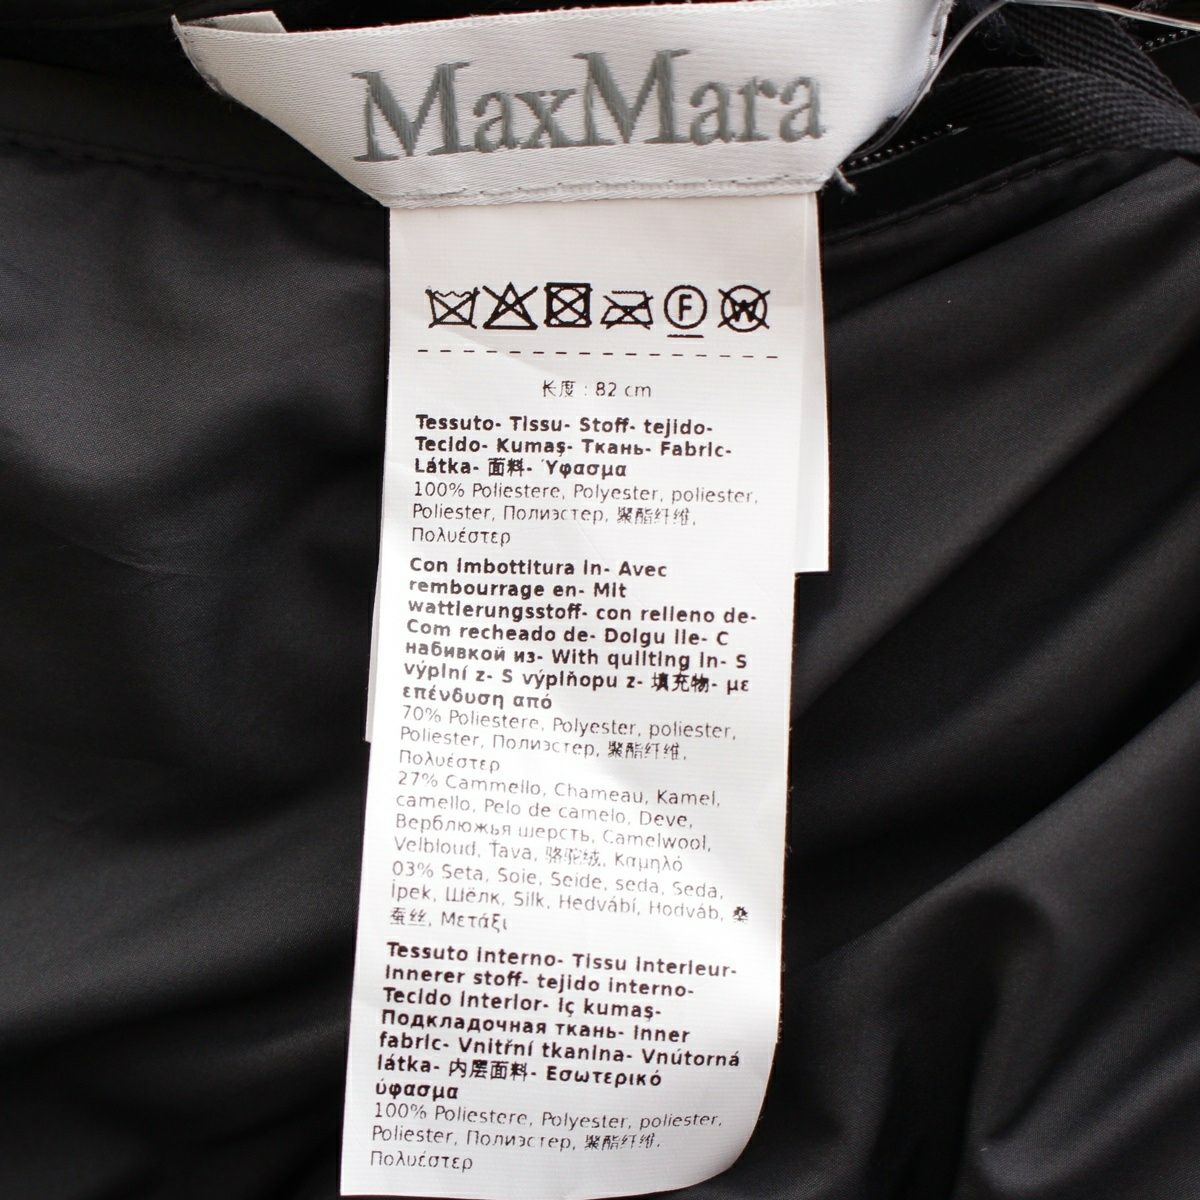 MaxMara
F W
长度 : 82 cm
Tessuto- Tissu- Stoff- tejido-
Tecido- Kumaş- Ткань- Fabric-
Látka- 面料- Ύφασμα
100% Poliestere, Polyester, poliester,
Poliester, Полиэстер, 聚酯纤维,
Πολυέστερ
Con imbottitura in- Avec
rembourrage en- Mit
wattierungsstoff- con relleno de-
Com recheado de- Dolgu ile- С
набивкой из- With quilting in- S
výplní z- S výplňopu z- 填充物- με
επένδυση από
70% Poliestere, Polyester, poliester,
Poliester, Полиэстер, 聚酯纤维,
Πολυέστερ
27% Cammello, Chameau, Kamel,
camello, Pelo de camelo, Deve,
Верблюжья шерсть, Camelwool,
Velbloud, Ťava, 骆驼绒, Καμηλό
03% Seta, Soie, Seide, seda, Seda,
İpek, Шёлк, Silk, Hedvábí, Hodváb, 桑
蚕丝, Μετάξι
Tessuto interno- Tissu interieur-
Innerer stoff- tejido interno-
Tecido interior- iç kumaş-
Подкладочная ткань- Inner
fabric- Vnitřní tkanina- Vnútorná
látka- 内层面料- Εσωτερικό
ύφασμα
100% Poliestere, Polyester, poliester,
Poliester, Полиэстер, 聚酯纤维,
Πολυέστερ